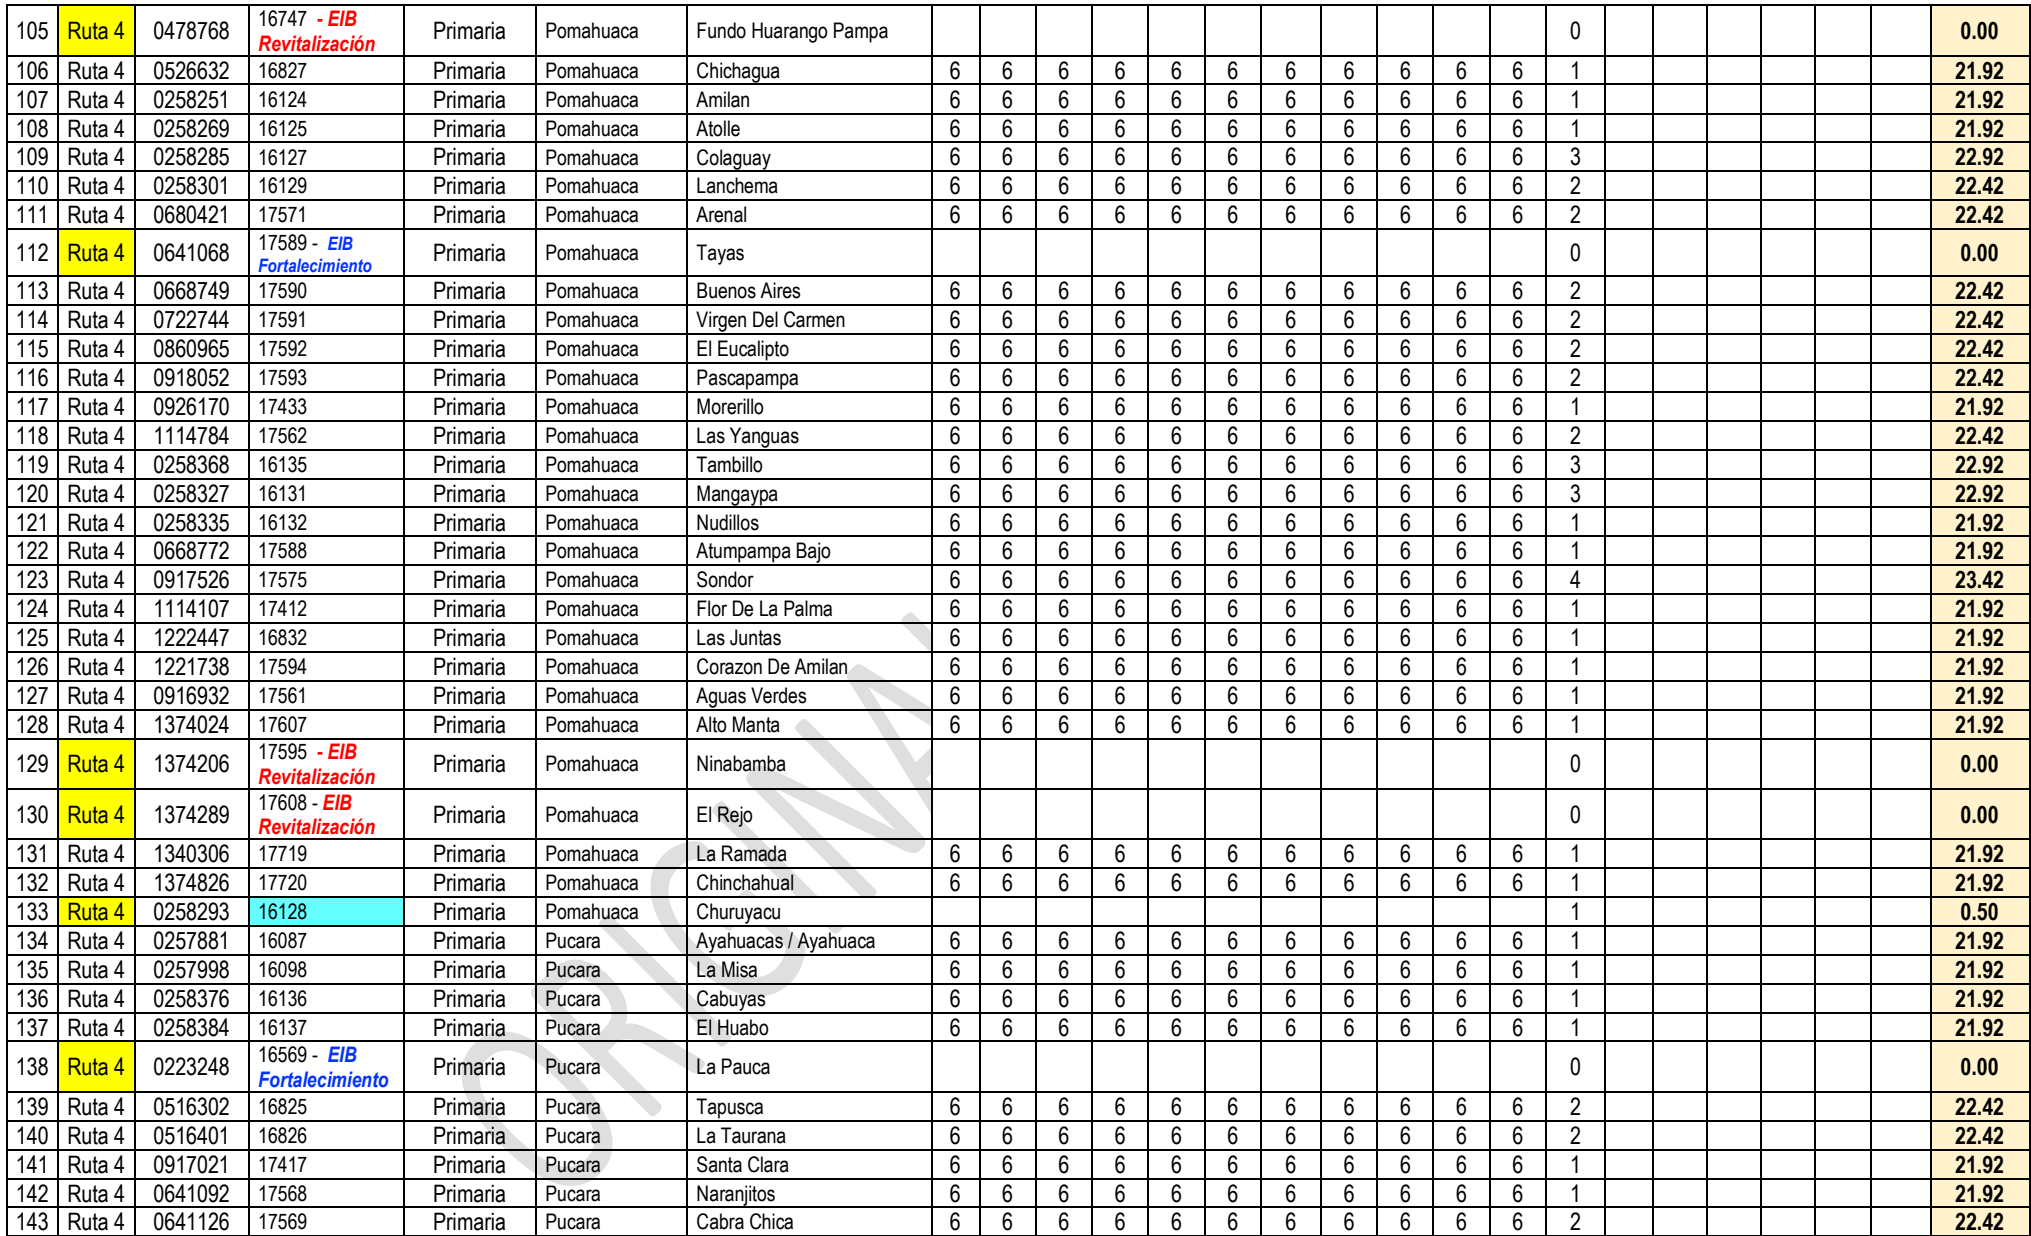 105 Ruta 4 0478768 16747 - EIB Revitalización Primaria Pomahuaca Fundo Huarango Pampa 0 0.00
106 Ruta 4 0526632 16827 Primaria Pomahuaca Chichagua 6 6 6 6 6 6 6 6 6 6 6 1 21.92
107 Ruta 4 0258251 16124 Primaria Pomahuaca Amilan 6 6 6 6 6 6 6 6 6 6 6 1 21.92
108 Ruta 4 0258269 16125 Primaria Pomahuaca Atolle 6 6 6 6 6 6 6 6 6 6 6 1 21.92
109 Ruta 4 0258285 16127 Primaria Pomahuaca Colaguay 6 6 6 6 6 6 6 6 6 6 6 3 22.92
110 Ruta 4 0258301 16129 Primaria Pomahuaca Lanchema 6 6 6 6 6 6 6 6 6 6 6 2 22.42
111 Ruta 4 0680421 17571 Primaria Pomahuaca Arenal 6 6 6 6 6 6 6 6 6 6 6 2 22.42
112 Ruta 4 0641068 17589 - EIB Fortalecimiento Primaria Pomahuaca Tayas 0 0.00
113 Ruta 4 0668749 17590 Primaria Pomahuaca Buenos Aires 6 6 6 6 6 6 6 6 6 6 6 2 22.42
114 Ruta 4 0722744 17591 Primaria Pomahuaca Virgen Del Carmen 6 6 6 6 6 6 6 6 6 6 6 2 22.42
115 Ruta 4 0860965 17592 Primaria Pomahuaca El Eucalipto 6 6 6 6 6 6 6 6 6 6 6 2 22.42
116 Ruta 4 0918052 17593 Primaria Pomahuaca Pascapampa 6 6 6 6 6 6 6 6 6 6 6 2 22.42
117 Ruta 4 0926170 17433 Primaria Pomahuaca Morerillo 6 6 6 6 6 6 6 6 6 6 6 1 21.92
118 Ruta 4 1114784 17562 Primaria Pomahuaca Las Yanguas 6 6 6 6 6 6 6 6 6 6 6 2 22.42
119 Ruta 4 0258368 16135 Primaria Pomahuaca Tambillo 6 6 6 6 6 6 6 6 6 6 6 3 22.92
120 Ruta 4 0258327 16131 Primaria Pomahuaca Mangaypa 6 6 6 6 6 6 6 6 6 6 6 3 22.92
121 Ruta 4 0258335 16132 Primaria Pomahuaca Nudillos 6 6 6 6 6 6 6 6 6 6 6 1 21.92
122 Ruta 4 0668772 17588 Primaria Pomahuaca Atumpampa Bajo 6 6 6 6 6 6 6 6 6 6 6 1 21.92
123 Ruta 4 0917526 17575 Primaria Pomahuaca Sondor 6 6 6 6 6 6 6 6 6 6 6 4 23.42
124 Ruta 4 1114107 17412 Primaria Pomahuaca Flor De La Palma 6 6 6 6 6 6 6 6 6 6 6 1 21.92
125 Ruta 4 1222447 16832 Primaria Pomahuaca Las Juntas 6 6 6 6 6 6 6 6 6 6 6 1 21.92
126 Ruta 4 1221738 17594 Primaria Pomahuaca Corazon De Amilan 6 6 6 6 6 6 6 6 6 6 6 1 21.92
127 Ruta 4 0916932 17561 Primaria Pomahuaca Aguas Verdes 6 6 6 6 6 6 6 6 6 6 6 1 21.92
128 Ruta 4 1374024 17607 Primaria Pomahuaca Alto Manta 6 6 6 6 6 6 6 6 6 6 6 1 21.92
129 Ruta 4 1374206 17595 - EIB Revitalización Primaria Pomahuaca Ninabamba 0 0.00
130 Ruta 4 1374289 17608 - EIB Revitalización Primaria Pomahuaca El Rejo 0 0.00
131 Ruta 4 1340306 17719 Primaria Pomahuaca La Ramada 6 6 6 6 6 6 6 6 6 6 6 1 21.92
132 Ruta 4 1374826 17720 Primaria Pomahuaca Chinchahual 6 6 6 6 6 6 6 6 6 6 6 1 21.92
133 Ruta 4 0258293 16128 Primaria Pomahuaca Churuyacu 1 0.50
134 Ruta 4 0257881 16087 Primaria Pucara Ayahuacas / Ayahuaca 6 6 6 6 6 6 6 6 6 6 6 1 21.92
135 Ruta 4 0257998 16098 Primaria Pucara La Misa 6 6 6 6 6 6 6 6 6 6 6 1 21.92
136 Ruta 4 0258376 16136 Primaria Pucara Cabuyas 6 6 6 6 6 6 6 6 6 6 6 1 21.92
137 Ruta 4 0258384 16137 Primaria Pucara El Huabo 6 6 6 6 6 6 6 6 6 6 6 1 21.92
138 Ruta 4 0223248 16569 - EIB Fortalecimiento Primaria Pucara La Pauca 0 0.00
139 Ruta 4 0516302 16825 Primaria Pucara Tapusca 6 6 6 6 6 6 6 6 6 6 6 2 22.42
140 Ruta 4 0516401 16826 Primaria Pucara La Taurana 6 6 6 6 6 6 6 6 6 6 6 2 22.42
141 Ruta 4 0917021 17417 Primaria Pucara Santa Clara 6 6 6 6 6 6 6 6 6 6 6 1 21.92
142 Ruta 4 0641092 17568 Primaria Pucara Naranjitos 6 6 6 6 6 6 6 6 6 6 6 1 21.92
143 Ruta 4 0641126 17569 Primaria Pucara Cabra Chica 6 6 6 6 6 6 6 6 6 6 6 2 22.42
ORIGINAL